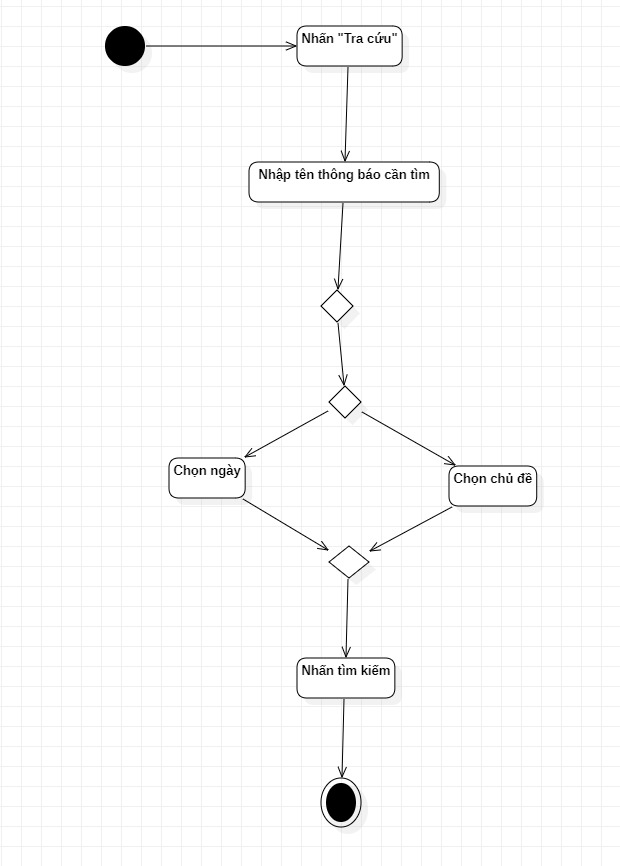 Nhấn "Tra cứu"
Nhập tên thông báo cần tìm
Chọn ngày
Chọn chủ đề
Nhấn tìm kiếm